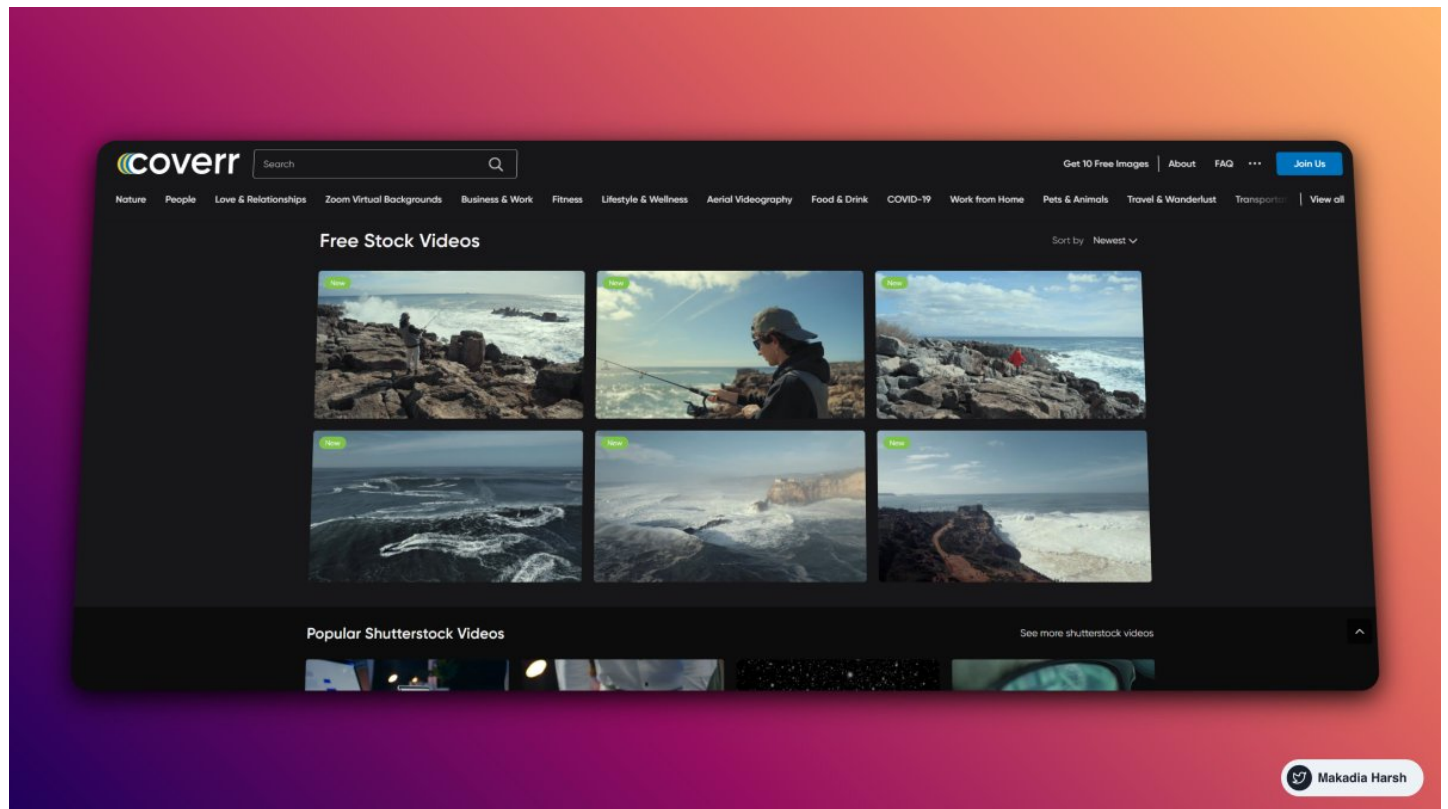 coverr
Search
Get 10 Free Images
About
FAQ
Join Us
Nature People Love & Relationships Zoom Virtual Backgrounds Business & Work Fitness Lifestyle & Wellness Aerial Videography Food & Drink COVID-19 Work from Home Pets & Animals Travel & Wanderlust View all
Free Stock Videos
Sort by Newest
New
New
New
New
New
New
Popular Shutterstock Videos
See more shutterstock videos
Makadia Harsh